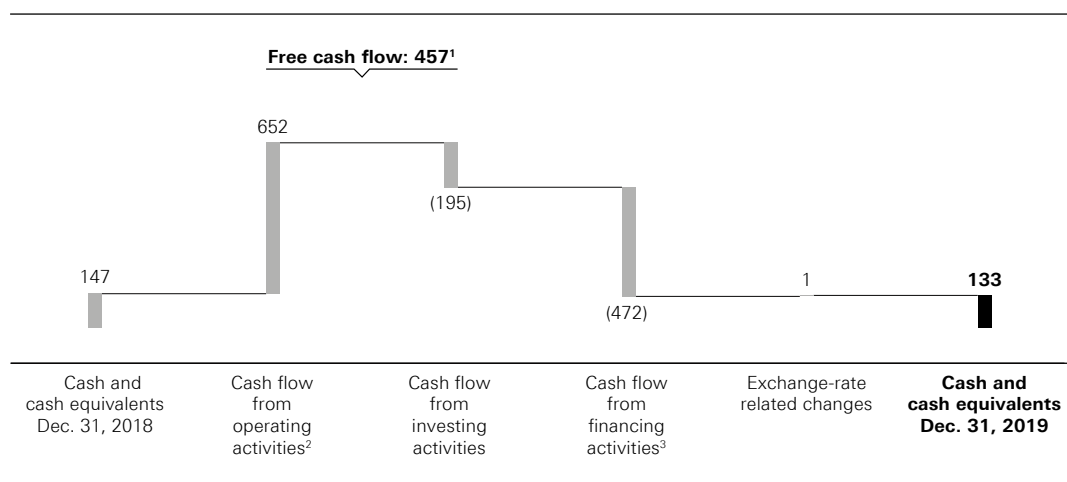 Free cash flow: 457¹
652
(195)
147
1
133
(472)
Cash and
cash equivalents
Dec. 31, 2018
Cash flow
from
operating
activities²
Cash flow
from
investing
activities
Cash flow
from
financing
activities³
Exchange-rate
related changes
Cash and
cash equivalents
Dec. 31, 2019